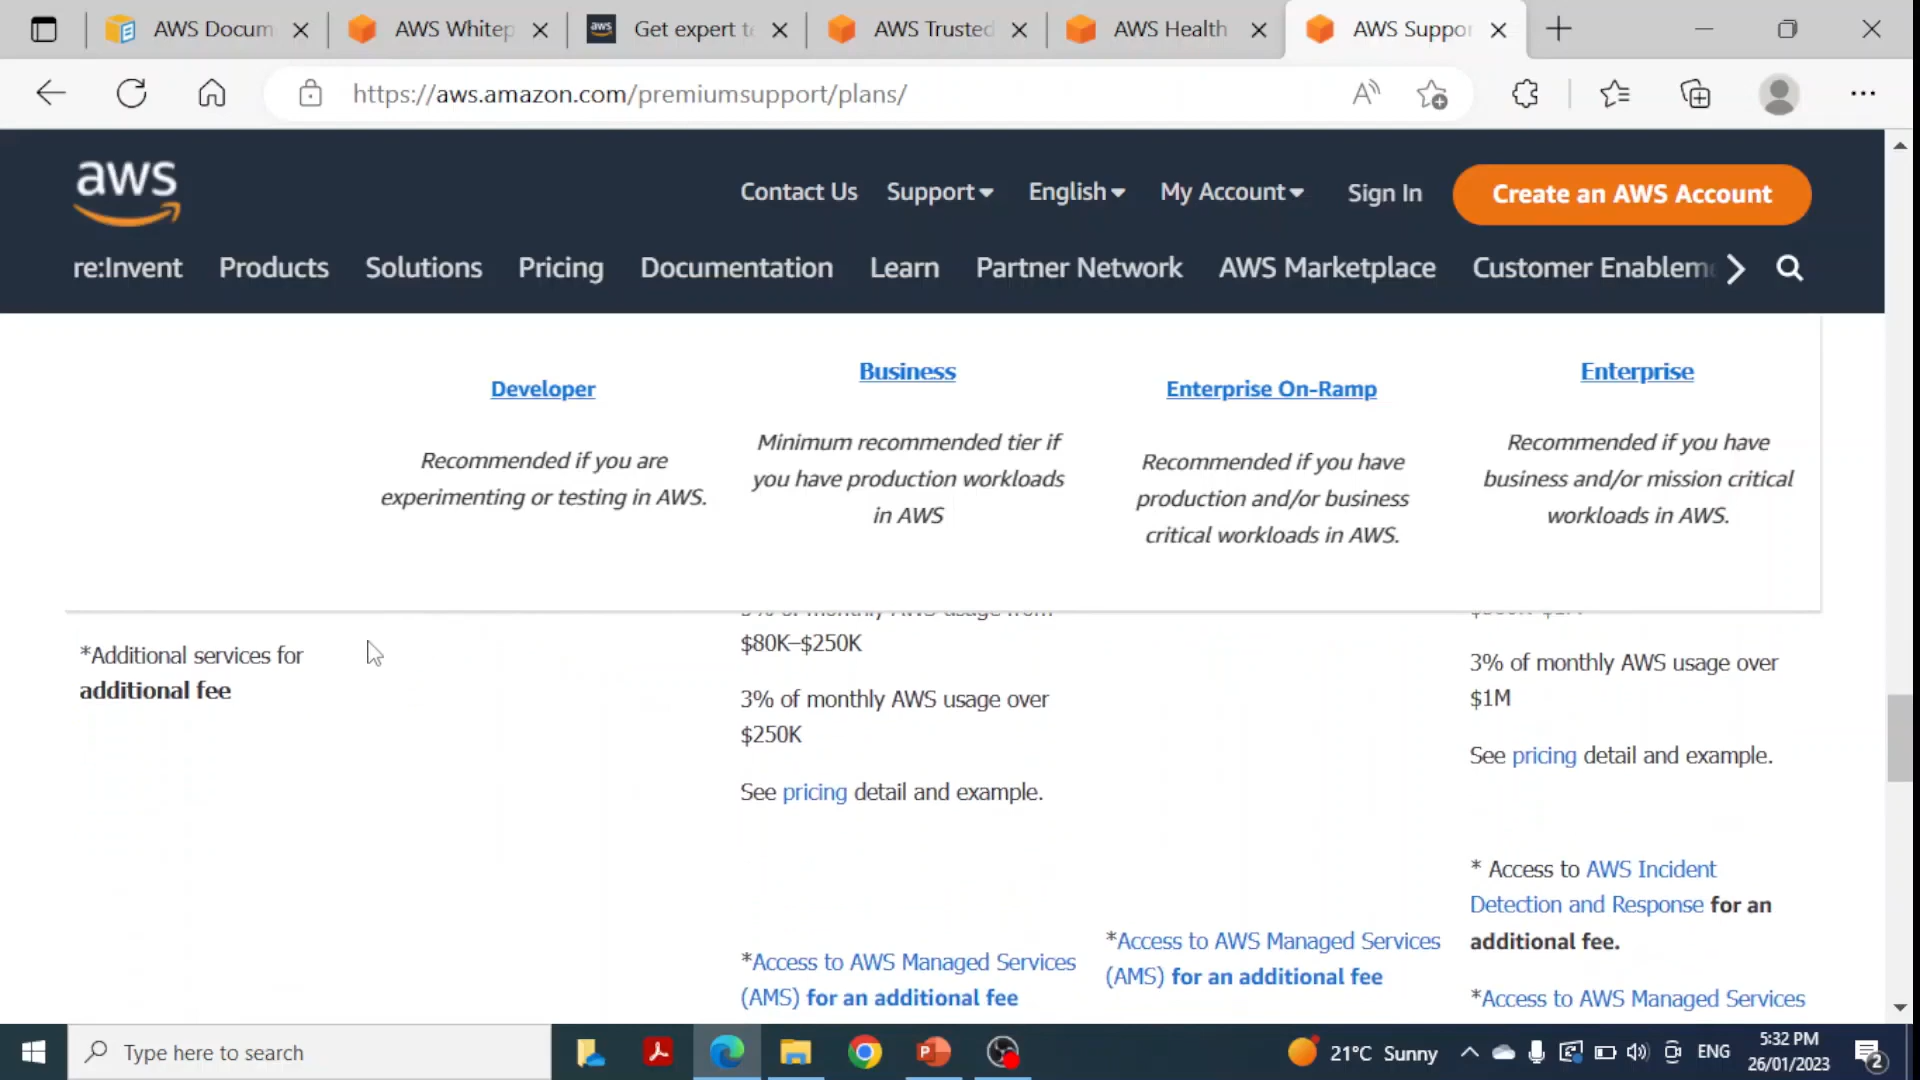 AWS Docum
AWS Whitep
aws
Get expert te
AWS Trusted
AWS Health
AWS Suppor
https://aws.amazon.com/premiumsupport/plans/
aws
Contact Us
Support
English
My Account
Sign In
Create an AWS Account
re:Invent
Products
Solutions
Pricing
Documentation
Learn
Partner Network
AWS Marketplace
Customer Enablem
Developer
Recommended if you are
experimenting or testing in AWS.
Business
Minimum recommended tier if
you have production workloads
in AWS
Enterprise On-Ramp
Recommended if you have
production and/or business
critical workloads in AWS.
Enterprise
Recommended if you have
business and/or mission critical
workloads in AWS.
*Additional services for
additional fee
$80K–$250K
3% of monthly AWS usage over
$250K
See pricing detail and example.
*Access to AWS Managed Services
(AMS) for an additional fee
*Access to AWS Managed Services
(AMS) for an additional fee
3% of monthly AWS usage over
$1M
See pricing detail and example.
* Access to AWS Incident
Detection and Response for an
additional fee.
*Access to AWS Managed Services
Type here to search
21°C Sunny
ENG
5:32 PM
26/01/2023
2